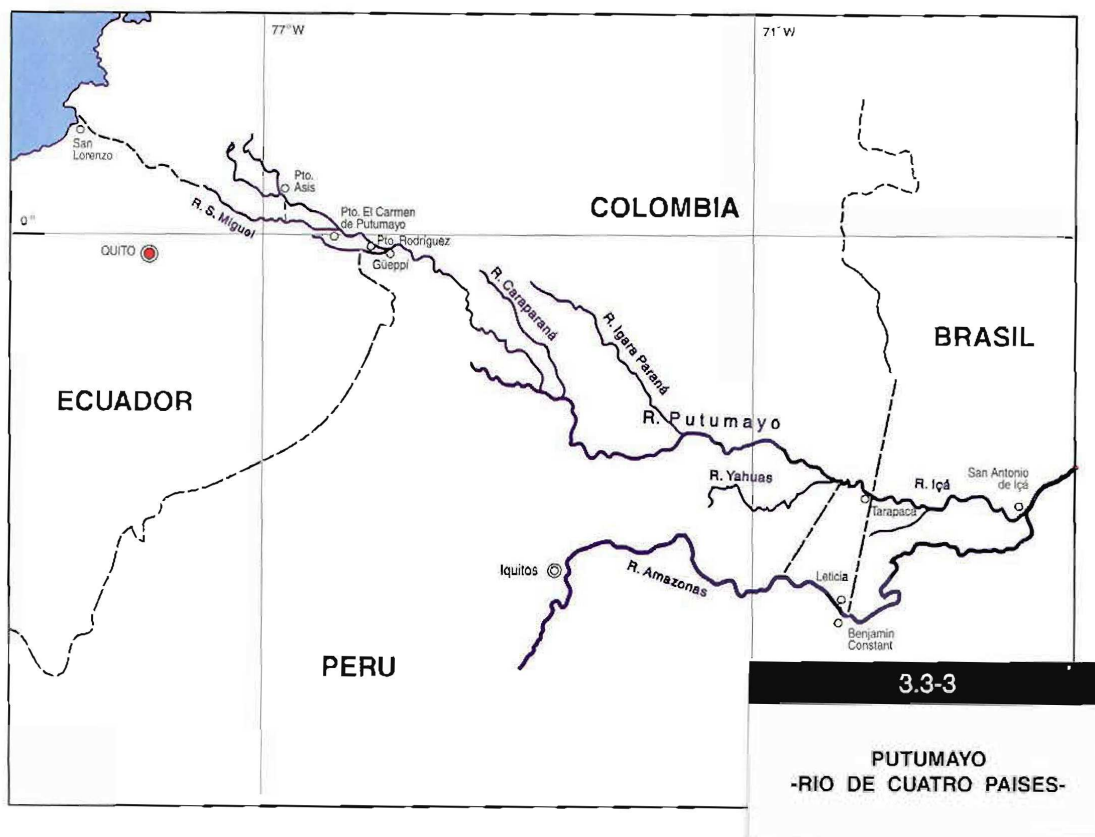 77° W
71° W
San
Lorenzo
Pto.
Asis
R. S. Miguel
Pto. El Carmen
de Putumayo
COLOMBIA
0°
QUITO
Pto. Rodríguez
Güeppi
R. Caraparaná
R. Igara Paraná
BRASIL
ECUADOR
R. Putumayo
R. Yahuas
R. Içá
San Antonio
de Içá
Tarapacá
Iquitos
R. Amazonas
Leticia
Benjamin
Constant
PERU
3.3-3
PUTUMAYO
-RIO DE CUATRO PAISES-